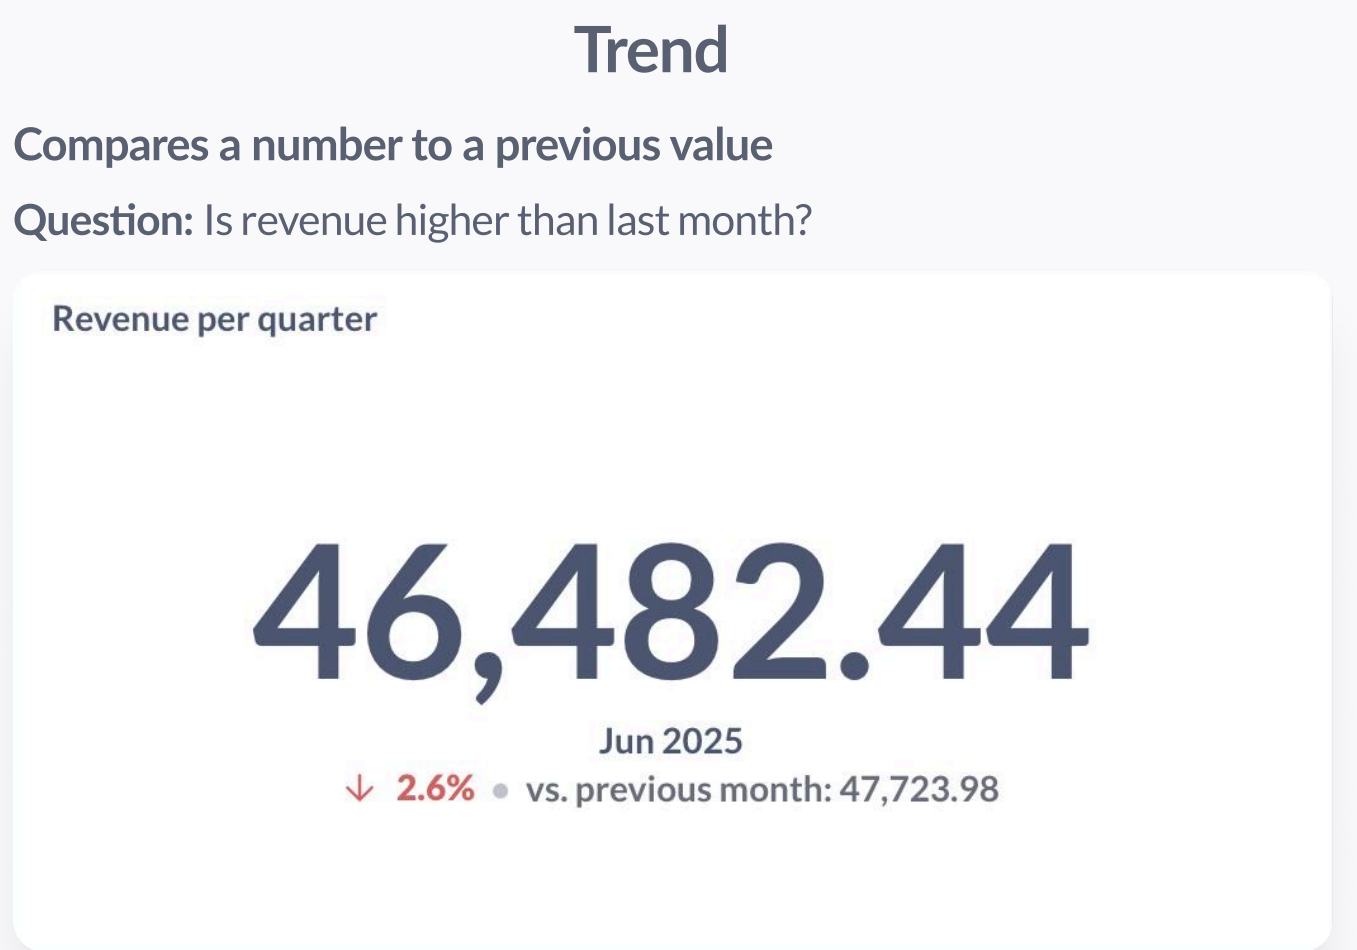 Trend
Compares a number to a previous value
Question: Is revenue higher than last month?
Revenue per quarter
46,482.44
Jun 2025
↓ 2.6% • vs. previous month: 47,723.98